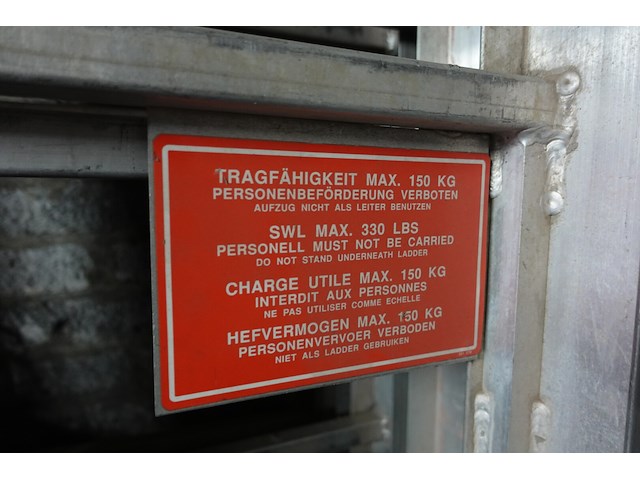 TRAGFÄHIGKEIT MAX. 150 KG
PERSONENBEFÖRDERUNG VERBOTEN
AUFZUG NICHT ALS LEITER BENUTZEN
SWL MAX. 330 LBS
PERSONELL MUST NOT BE CARRIED
DO NOT STAND UNDERNEATH LADDER
CHARGE UTILE MAX. 150 KG
INTERDIT AUX PERSONNES
NE PAS UTILISER COMME ECHELLE
HEFVERMOGEN MAX. 150 KG
PERSONENVERVOER VERBODEN
NIET ALS LADDER GEBRUIKEN